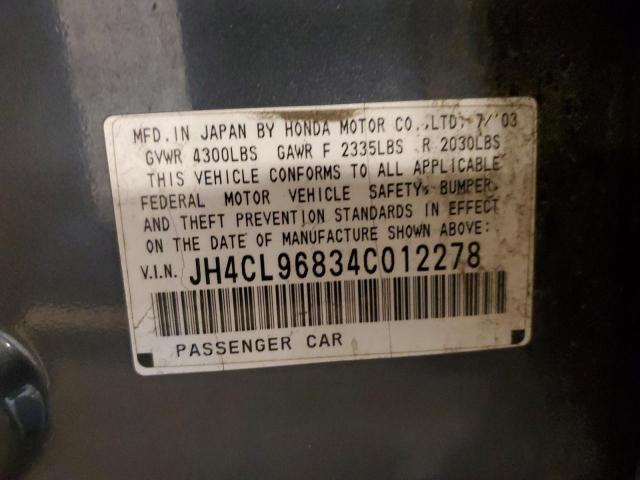 MFD. IN JAPAN BY HONDA MOTOR CO.,LTD. 7/'03
GVWR 4300LBS GAWR F 2335LBS R 2030LBS
THIS VEHICLE CONFORMS TO ALL APPLICABLE
FEDERAL MOTOR VEHICLE SAFETY, BUMPER,
AND THEFT PREVENTION STANDARDS IN EFFECT
ON THE DATE OF MANUFACTURE SHOWN ABOVE:
V.I.N. JH4CL96834C012278
PASSENGER CAR